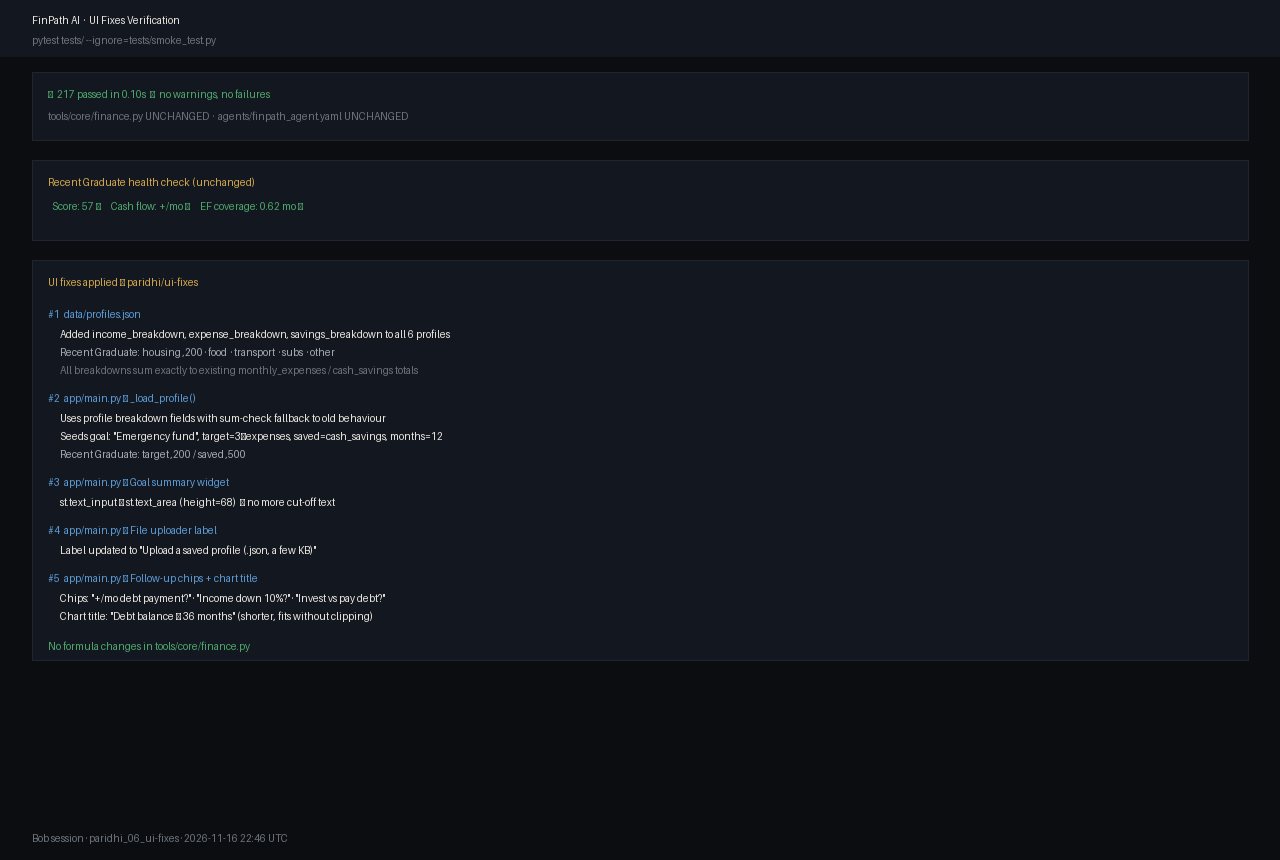 FinPath AI · UI Fixes Verification
pytest tests/ --ignore=tests/smoke_test.py
▯ 217 passed in 0.10s ▯ no warnings, no failures
tools/core/finance.py UNCHANGED · agents/finpath_agent.yaml UNCHANGED
Recent Graduate health check (unchanged)
Score: 57 ▯ Cash flow: +/mo ▯ EF coverage: 0.62 mo ▯
UI fixes applied ▯ paridhi/ui-fixes
#1 data/profiles.json
Added income_breakdown, expense_breakdown, savings_breakdown to all 6 profiles
Recent Graduate: housing ,200 · food · transport · subs · other
All breakdowns sum exactly to existing monthly_expenses / cash_savings totals
#2 app/main.py ▯ _load_profile()
Uses profile breakdown fields with sum-check fallback to old behaviour
Seeds goal: "Emergency fund", target=3▯expenses, saved=cash_savings, months=12
Recent Graduate: target ,200 / saved ,500
#3 app/main.py ▯ Goal summary widget
st.text_input ▯ st.text_area (height=68) ▯ no more cut-off text
#4 app/main.py ▯ File uploader label
Label updated to "Upload a saved profile (.json, a few KB)"
#5 app/main.py ▯ Follow-up chips + chart title
Chips: "+/mo debt payment?" · "Income down 10%?" · "Invest vs pay debt?"
Chart title: "Debt balance ▯ 36 months" (shorter, fits without clipping)
No formula changes in tools/core/finance.py
Bob session · paridhi_06_ui-fixes · 2026-11-16 22:46 UTC